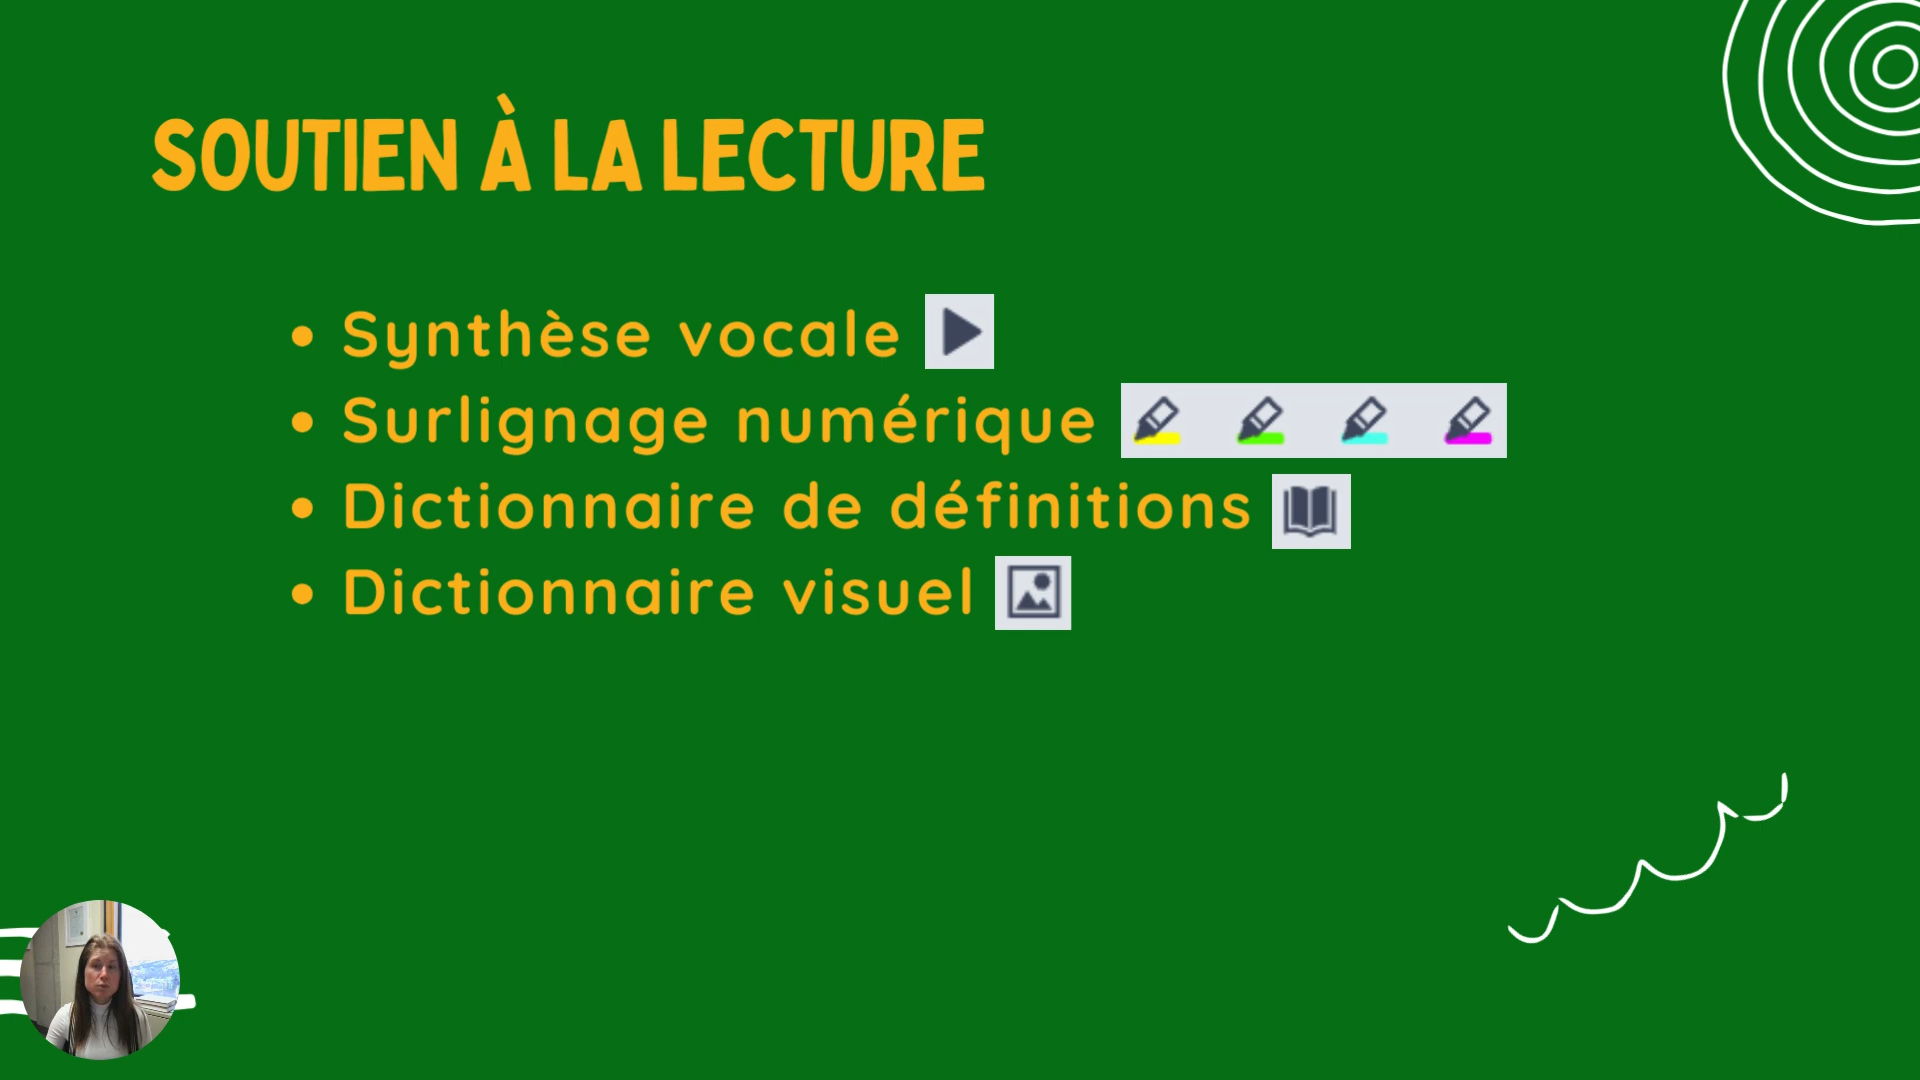 SOUTIEN À LA LECTURE
• Synthèse vocale
• Surlignage numérique
• Dictionnaire de définitions
• Dictionnaire visuel